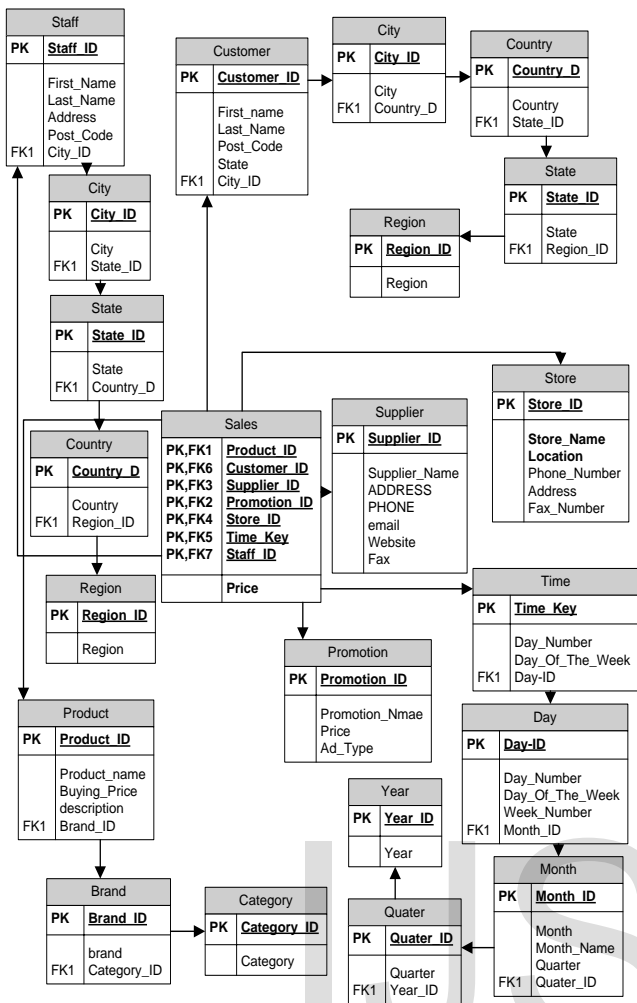 Staff
PK Staff_ID
First_Name
Last_Name
Address
Post_Code
FK1 City_ID
Customer
PK Customer_ID
First_name
Last_Name
Post_Code
State
FK1 City_ID
City
PK City_ID
City
FK1 Country_D
Country
PK Country_D
Country
FK1 State_ID
State
PK State_ID
State
FK1 Region_ID
Region
PK Region_ID
Region
City
PK City_ID
City
FK1 State_ID
State
PK State_ID
State
FK1 Country_D
Country
PK Country_D
Country
FK1 Region_ID
Region
PK Region_ID
Region
Sales
PK,FK1 Product_ID
PK,FK6 Customer_ID
PK,FK3 Supplier_ID
PK,FK2 Promotion_ID
PK,FK4 Store_ID
PK,FK5 Time_Key
PK,FK7 Staff_ID
Price
Supplier
PK Supplier_ID
Supplier_Name
ADDRESS
PHONE
email
Website
Fax
Store
PK Store_ID
Store_Name
Location
Phone_Number
Address
Fax_Number
Time
PK Time_Key
Day_Number
Day_Of_The_Week
FK1 Day-ID
Promotion
PK Promotion_ID
Promotion_Nmae
Price
Ad_Type
Product
PK Product_ID
Product_name
Buying_Price
description
FK1 Brand_ID
Day
PK Day-ID
Day_Number
Day_Of_The_Week
Week_Number
FK1 Month_ID
Year
PK Year_ID
Year
Month
PK Month_ID
Month
Month_Name
Quarter
FK1 Quater_ID
Brand
PK Brand_ID
brand
FK1 Category_ID
Category
PK Category_ID
Category
Quater
PK Quater_ID
Quarter
FK1 Year_ID
IJS